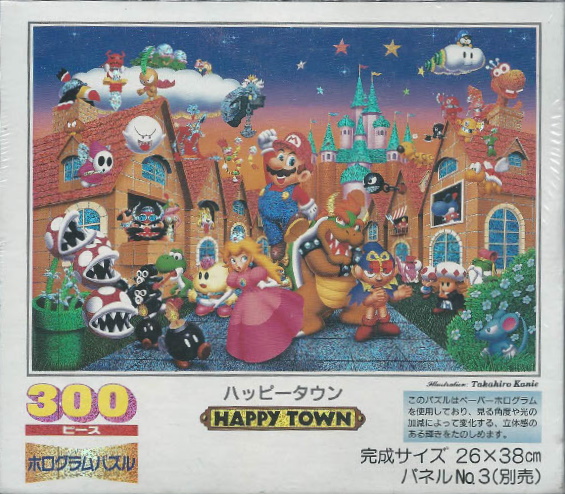 Illustration: Takahiro Kanie
300
ピース
ホログラムパズル
ハッピータウン
HAPPY TOWN
このパズルはペーパーホログラム
を使用しており、見る角度や光の
加減によって変化する、立体感の
ある輝きをたのしめます。
完成サイズ 26×38cm
パネルNo.3(別売)